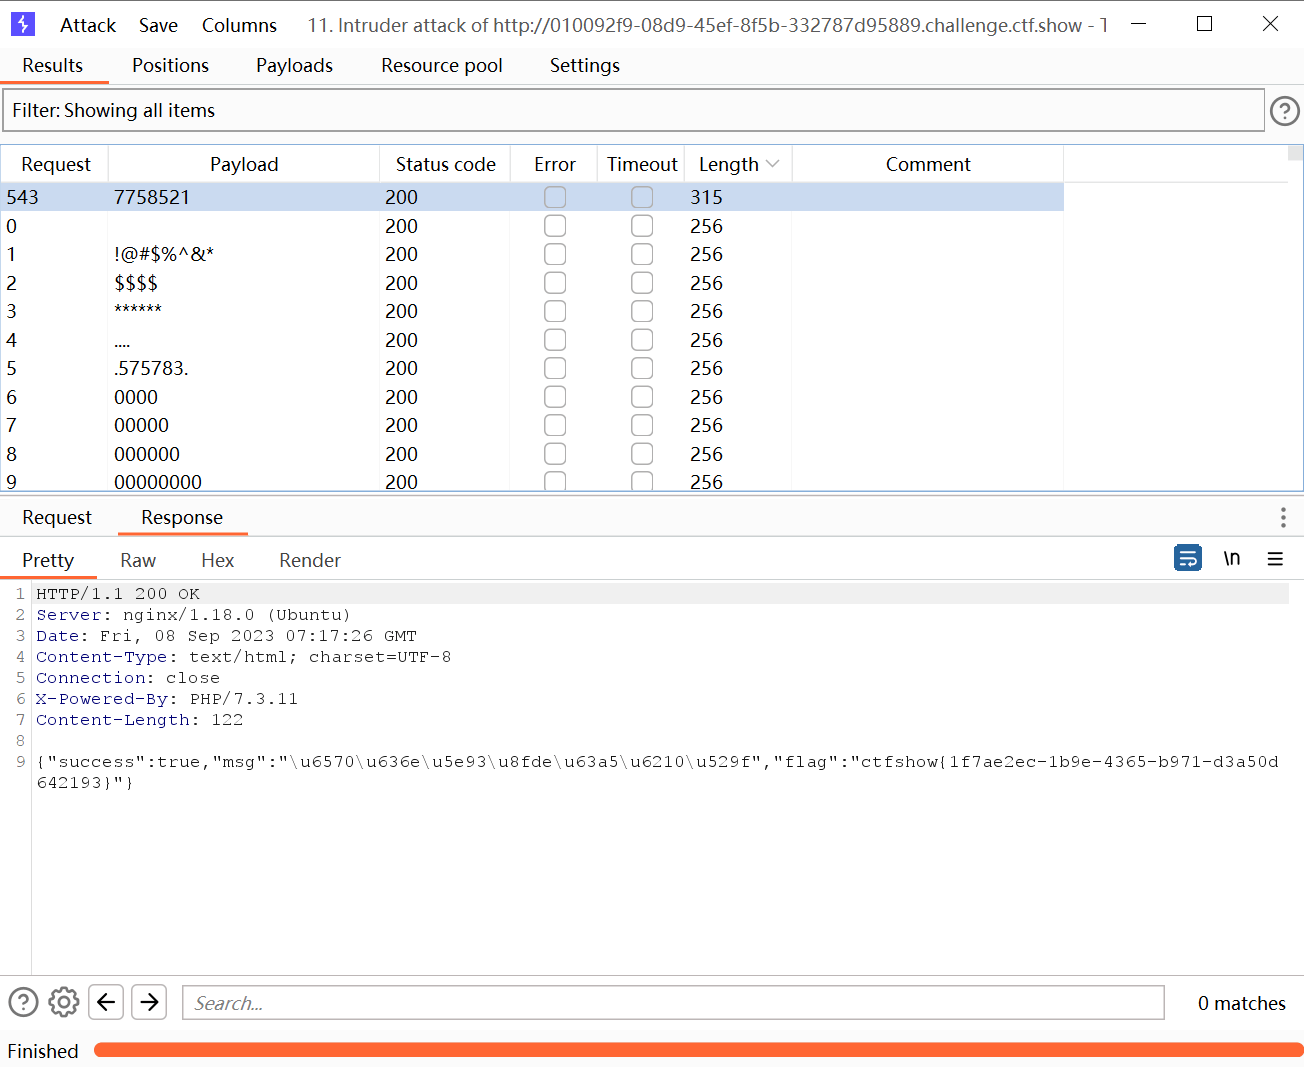 Attack Save Columns 11. Intruder attack of http://010092f9-08d9-45ef-8f5b-332787d95889.challenge.ctf.show - T
Results Positions Payloads Resource pool Settings
Filter: Showing all items
Request Payload Status code Error Timeout Length Comment
543 7758521 200 315
0 200 256
1 !@#$%^&* 200 256
2 $$$$ 200 256
3 ****** 200 256
4 .... 200 256
5 .575783. 200 256
6 0000 200 256
7 00000 200 256
8 000000 200 256
9 00000000 200 256
Request Response
Pretty Raw Hex Render \n
1 HTTP/1.1 200 OK
2 Server: nginx/1.18.0 (Ubuntu)
3 Date: Fri, 08 Sep 2023 07:17:26 GMT
4 Content-Type: text/html; charset=UTF-8
5 Connection: close
6 X-Powered-By: PHP/7.3.11
7 Content-Length: 122
8
9 {"success":true,"msg":"\u6570\u636e\u5e93\u8fde\u63a5\u6210\u529f","flag":"ctfshow{1f7ae2ec-1b9e-4365-b971-d3a50d
642193}"}
Search... 0 matches
Finished